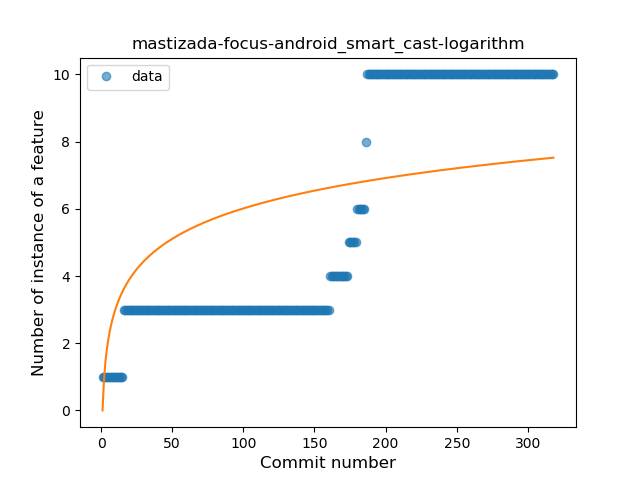 mastizada-focus-android_smart_cast-logarithm
data
Number of instance of a feature
10
8
6
4
2
0
0 50 100 150 200 250 300
Commit number